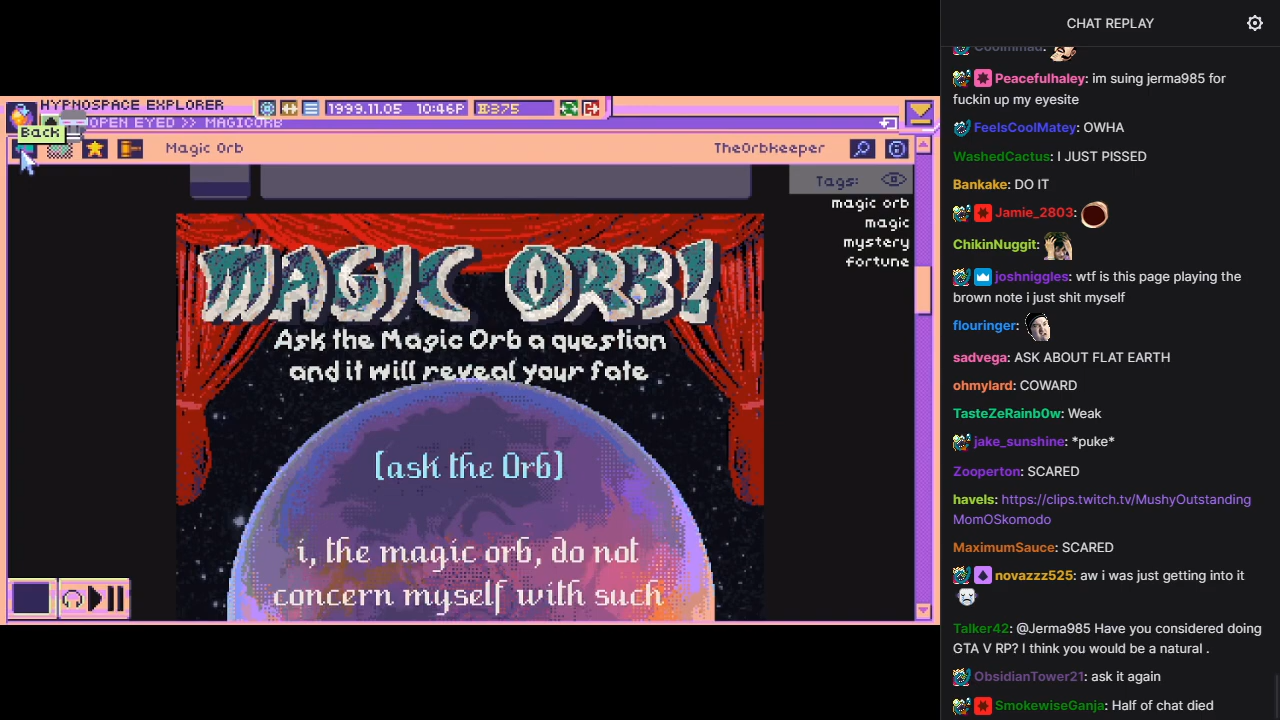 HYPNOSPACE EXPLORER
1999.11.05 10:46P
375
OPEN EYED >> MAGICORB
Back
Magic Orb
TheOrbKeeper
Tags:
magic orb
magic
mystery
fortune
MAGIC ORB!
Ask the Magic Orb a question
and it will reveal your fate
[ask the Orb]
i, the magic orb, do not
concern myself with such
CHAT REPLAY
Coolmmad:
Peacefulhaley: im suing jerma985 for
fuckin up my eyesite
FeelsCoolMatey: OWHA
WashedCactus: I JUST PISSED
Bankake: DO IT
Jamie_2803:
ChikinNuggit:
joshniggles: wtf is this page playing the
brown note i just shit myself
flouringer:
sadvega: ASK ABOUT FLAT EARTH
ohmylard: COWARD
TasteZeRainb0w: Weak
jake_sunshine: *puke*
Zooperton: SCARED
havels: https://clips.twitch.tv/MushyOutstanding
MomOSkomodo
MaximumSauce: SCARED
novazzz525: aw i was just getting into it
Talker42: @Jerma985 Have you considered doing
GTA V RP? I think you would be a natural .
ObsidianTower21: ask it again
SmokewiseGanja: Half of chat died